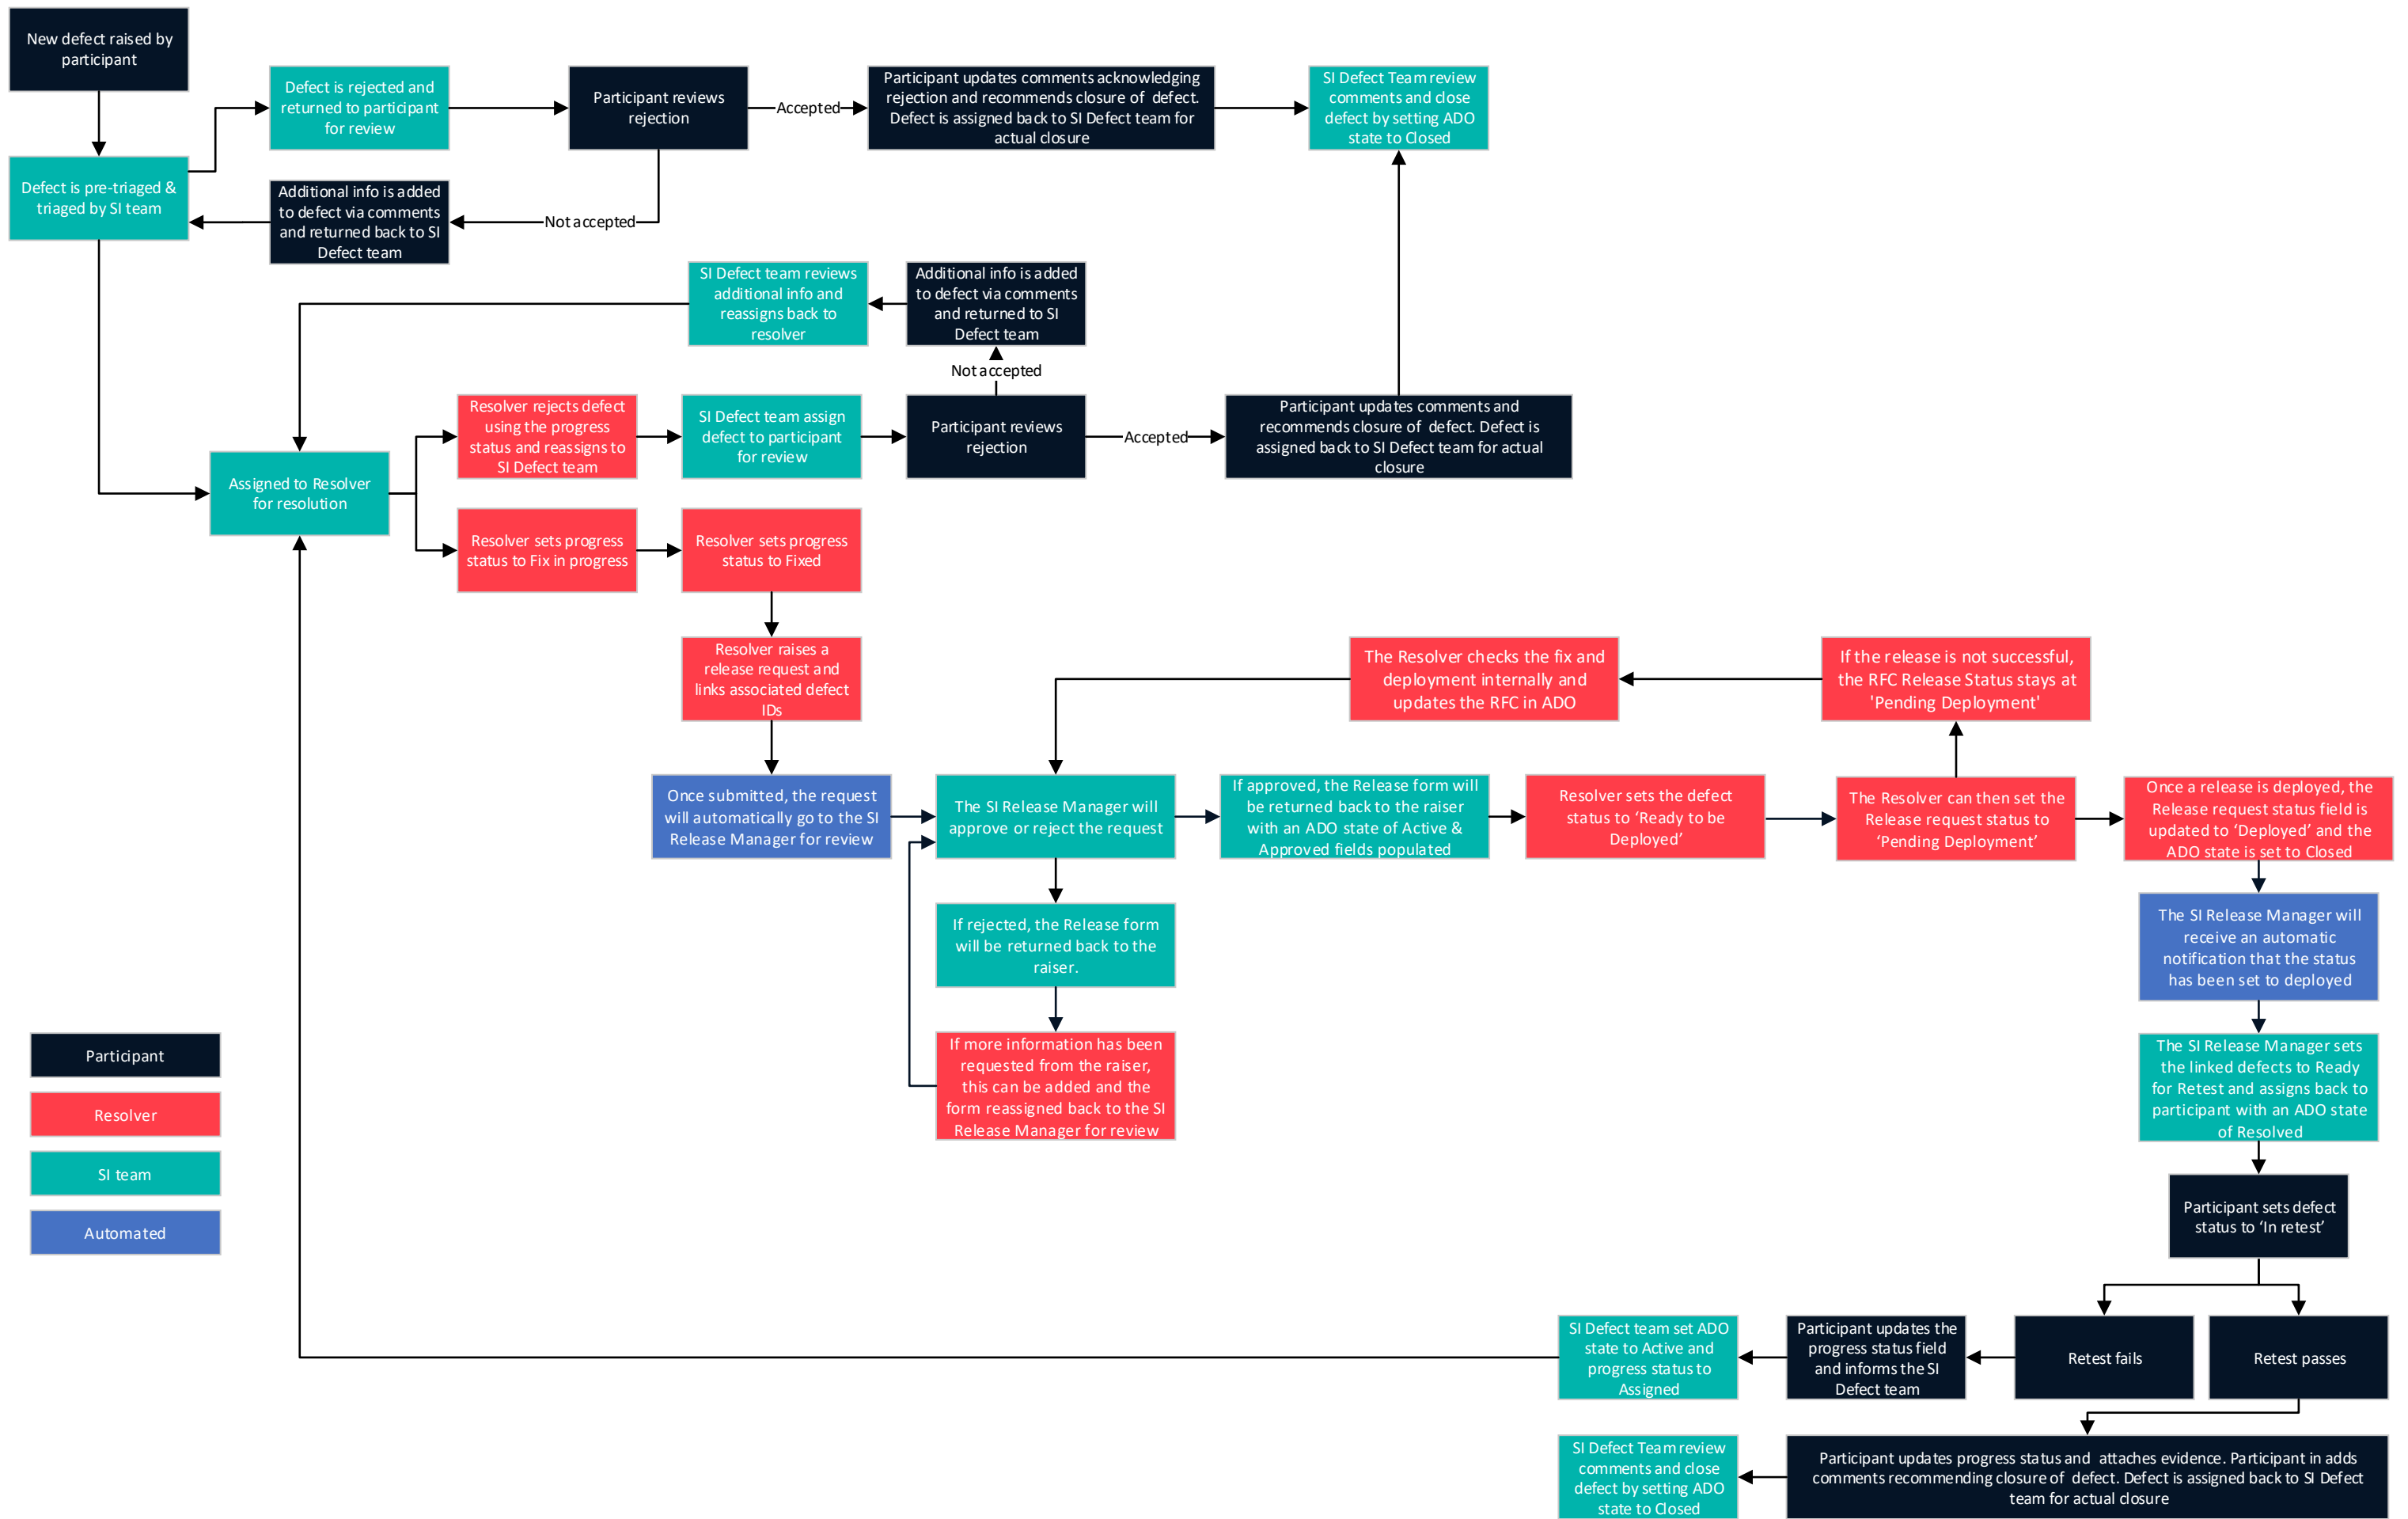 New defect raised by
participant
Defect is rejected and
returned to participant
for review
Participant reviews
rejection
Accepted
Participant updates comments acknowledging
rejection and recommends closure of defect.
Defect is assigned back to SI Defect team for
actual closure
SI Defect Team review
comments and close
defect by setting ADO
state to Closed
Defect is pre-triaged &
triaged by SI team
Additional info is added
to defect via comments
and returned back to SI
Defect team
Not accepted
SI Defect team reviews
additional info and
reassigns back to
resolver
Additional info is added
to defect via comments
and returned to SI
Defect team
Not accepted
Resolver rejects defect
using the progress
status and reassigns to
SI Defect team
SI Defect team assign
defect to participant
for review
Participant reviews
rejection
Accepted
Participant updates comments and
recommends closure of defect. Defect is
assigned back to SI Defect team for actual
closure
Assigned to Resolver
for resolution
Resolver sets progress
status to Fix in progress
Resolver sets progress
status to Fixed
Resolver raises a
release request and
links associated defect
IDs
The Resolver checks the fix and
deployment internally and
updates the RFC in ADO
If the release is not successful,
the RFC Release Status stays at
'Pending Deployment'
Once submitted, the request
will automatically go to the SI
Release Manager for review
The SI Release Manager will
approve or reject the request
If approved, the Release form will
be returned back to the raiser
with an ADO state of Active &
Approved fields populated
Resolver sets the defect
status to ‘Ready to be
Deployed’
The Resolver can then set the
Release request status to
‘Pending Deployment’
Once a release is deployed, the
Release request status field is
updated to ‘Deployed’ and the
ADO state is set to Closed
If rejected, the Release form
will be returned back to the
raiser.
The SI Release Manager will
receive an automatic
notification that the status
has been set to deployed
If more information has been
requested from the raiser,
this can be added and the
form reassigned back to the SI
Release Manager for review
The SI Release Manager sets
the linked defects to Ready
for Retest and assigns back to
participant with an ADO state
of Resolved
Participant
Resolver
SI team
Automated
Participant sets defect
status to ‘In retest’
SI Defect team set ADO
state to Active and
progress status to
Assigned
Participant updates the
progress status field
and informs the SI
Defect team
Retest fails
Retest passes
SI Defect Team review
comments and close
defect by setting ADO
state to Closed
Participant updates progress status and attaches evidence. Participant in adds
comments recommending closure of defect. Defect is assigned back to SI Defect
team for actual closure